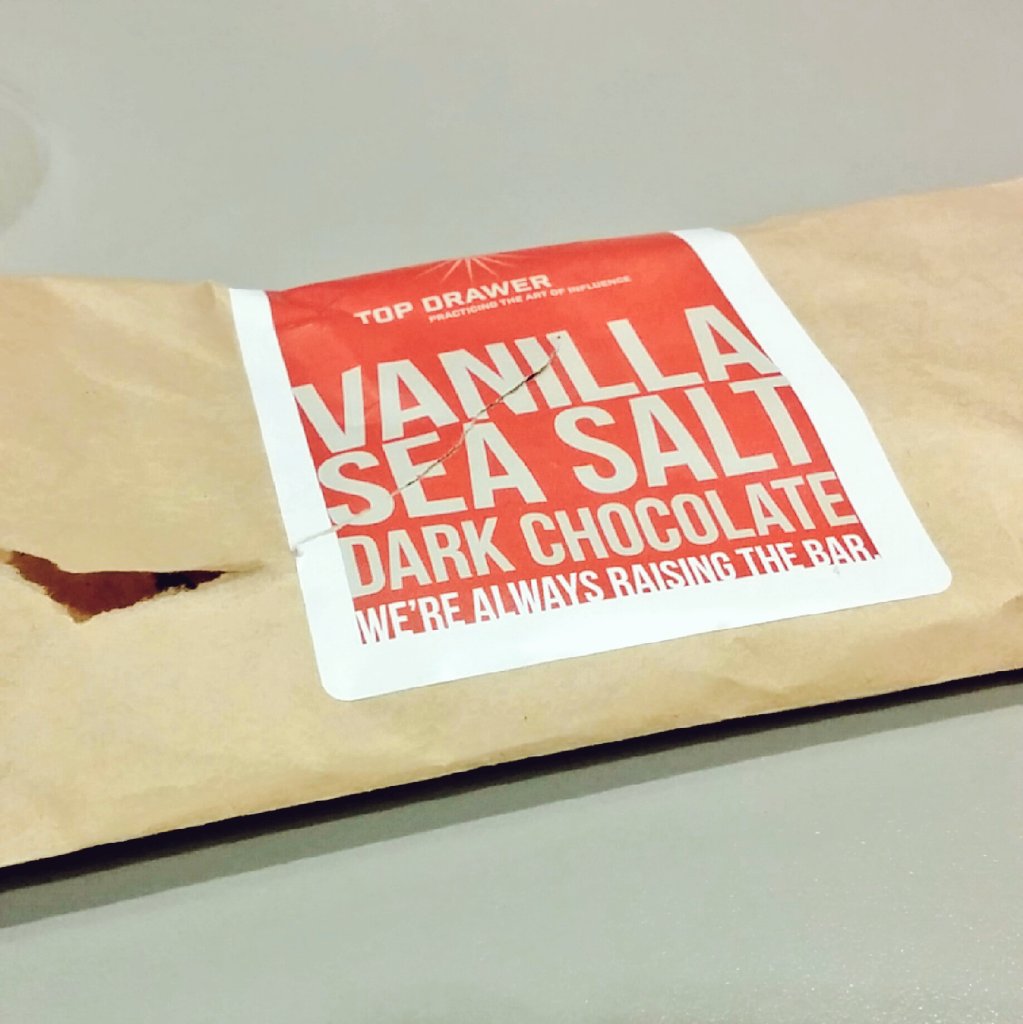 TOP DRAWER
PRACTICING THE ART OF INFLUENCE
VANILLA
SEA SALT
DARK CHOCOLATE
WE'RE ALWAYS RAISING THE BAR.